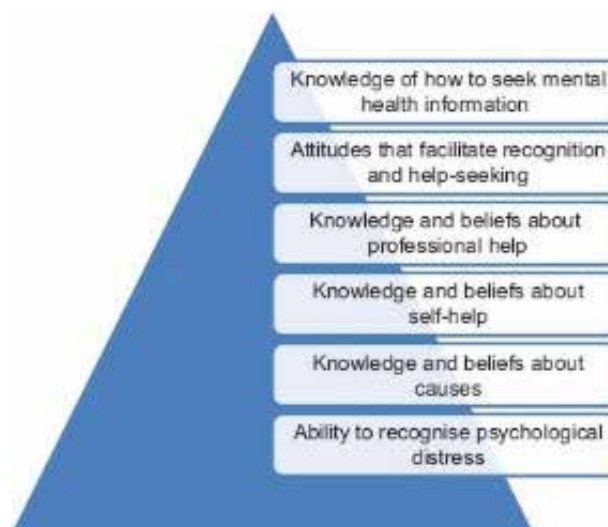 Knowledge of how to seek mental
health information
Attitudes that facilitate recognition
and help-seeking
Knowledge and beliefs about
professional help
Knowledge and beliefs about
self-help
Knowledge and beliefs about
causes
Ability to recognise psychological
distress